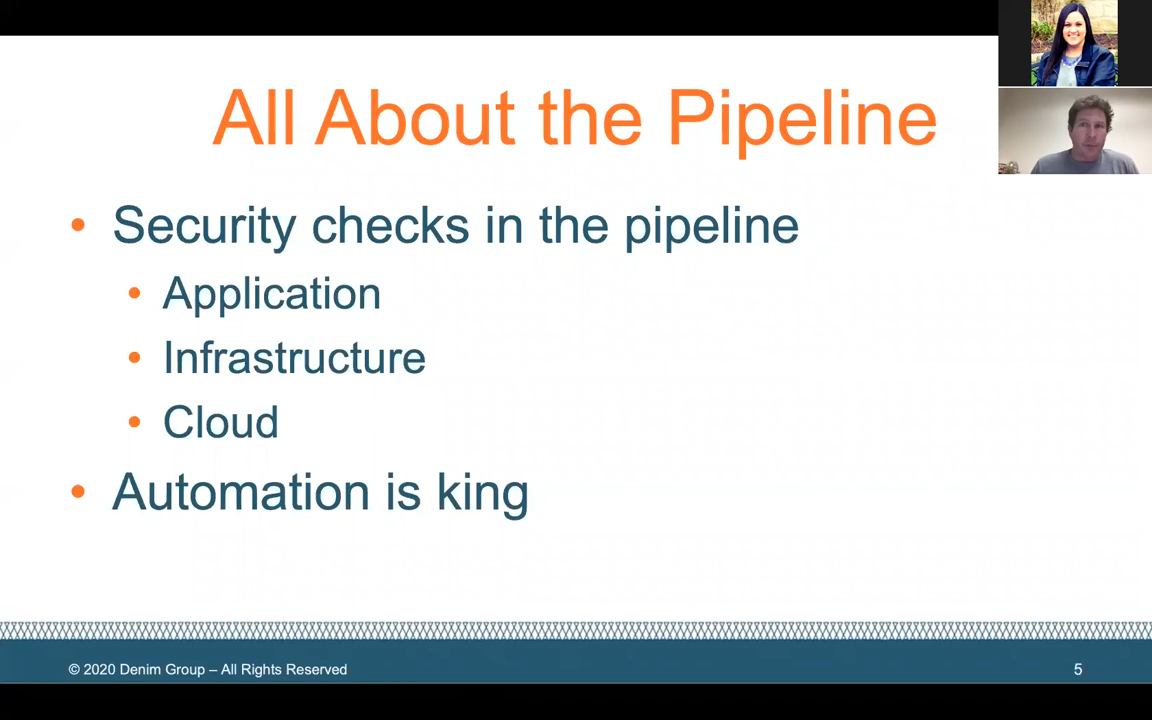 All About the Pipeline
• Security checks in the pipeline
• Application
• Infrastructure
• Cloud
• Automation is king
© 2020 Denim Group – All Rights Reserved
5